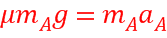 μm_A g = m_A a_A